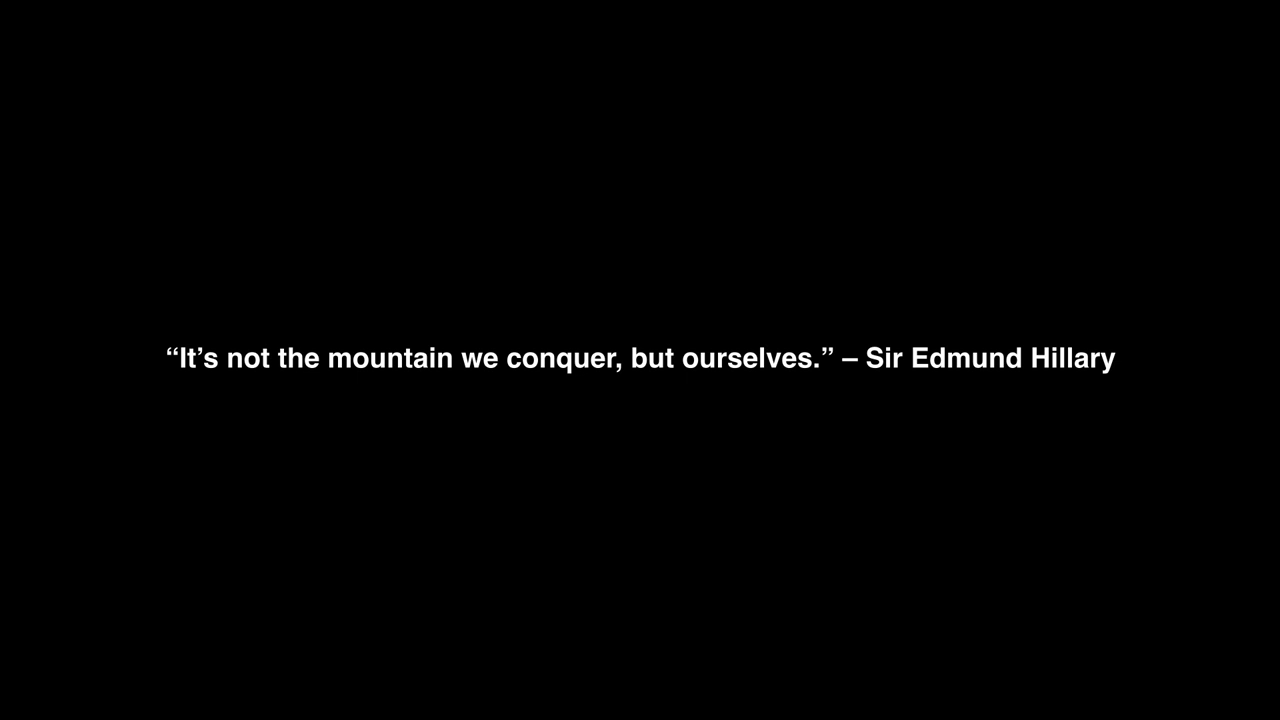 “It’s not the mountain we conquer, but ourselves.” – Sir Edmund Hillary